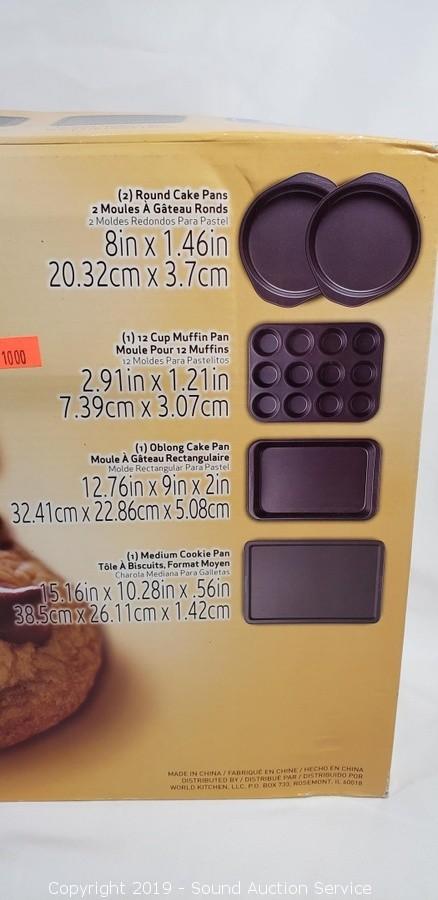 (2) Round Cake Pans
2 Moules À Gâteau Ronds
2 Moldes Redondos Para Pastel
8in x 1.46in
20.32cm x 3.7cm
1000
(1) 12 Cup Muffin Pan
Moule Pour 12 Muffins
12 Moldes Para Pastelitos
2.91in x 1.21in
7.39cm x 3.07cm
(1) Oblong Cake Pan
Moule À Gâteau Rectangulaire
Molde Rectangular Para Pastel
12.76in x 9in x 2in
32.41cm x 22.86cm x 5.08cm
(1) Medium Cookie Pan
Tôle À Biscuits, Format Moyen
Charola Mediana Para Galletas
15.16in x 10.28in x .56in
38.5cm x 26.11cm x 1.42cm
MADE IN CHINA / FABRIQUÉ EN CHINE / HECHO EN CHINA
DISTRIBUTED BY / DISTRIBUÉ PAR / DISTRIBUIDO POR
WORLD KITCHEN, LLC, P.O. BOX 733, ROSEMONT, IL 60018
Copyright 2019 - Sound Auction Service